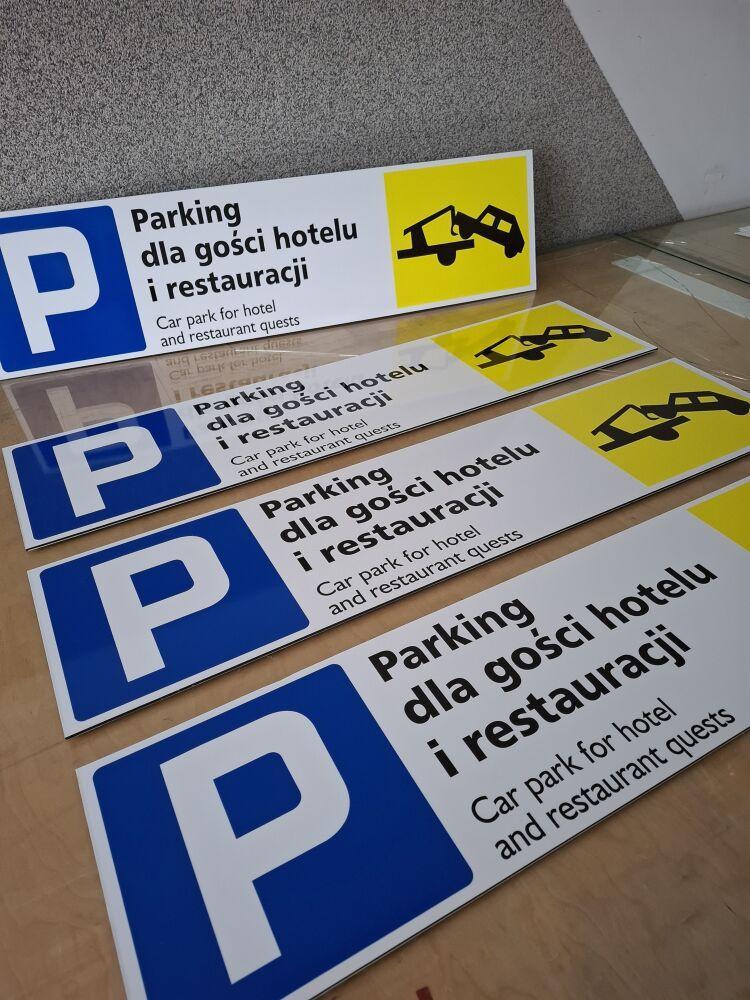 P
Parking
dla gości hotelu
i restauracji
Car park for hotel
and restaurant quests
P
Parking
dla gości hotelu
i restauracji
Car park for hotel
and restaurant quests
P
Parking
dla gości hotelu
i restauracji
Car park for hotel
and restaurant quests
P
Parking
dla gości hotelu
i restauracji
Car park for hotel
and restaurant quests